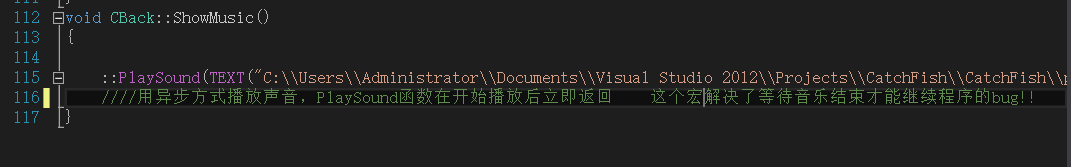 112 void CBack::ShowMusic()
113 {
114
115 ::PlaySound(TEXT("C:\\Users\\Administrator\\Documents\\Visual Studio 2012\\Projects\\CatchFish\\CatchFish\\
116 ////用异步方式播放声音，PlaySound函数在开始播放后立即返回 这个宏解决了等待音乐结束才能继续程序的bug!!
117 }